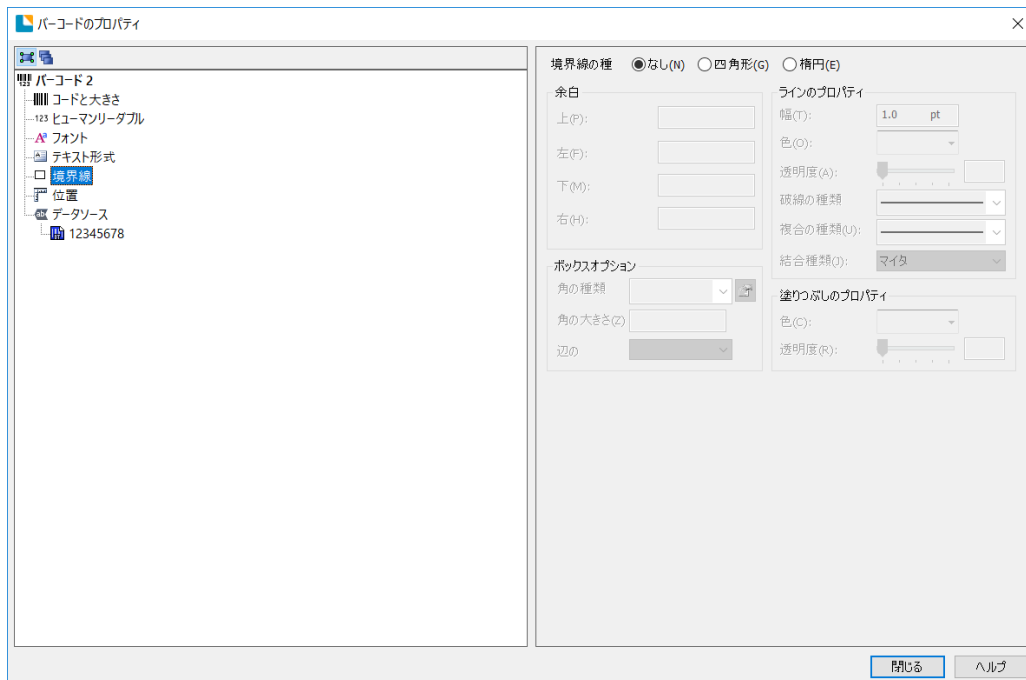 バーコードのプロパティ
バーコード 2
コードと大きさ
ヒューマンリーダブル
フォント
テキスト形式
境界線
位置
データソース
12345678
境界線の種 なし(N) 四角形(G) 楕円(E)
余白
上(P):
左(F):
下(M):
右(H):
ボックスオプション
角の種類
角の大きさ(Z)
辺の
ラインのプロパティ
幅(T): 1.0 pt
色(O):
透明度(A):
破線の種類
複合の種類(U):
結合種類(J): マイタ
塗りつぶしのプロパティ
色(C):
透明度(R):
閉じる ヘルプ